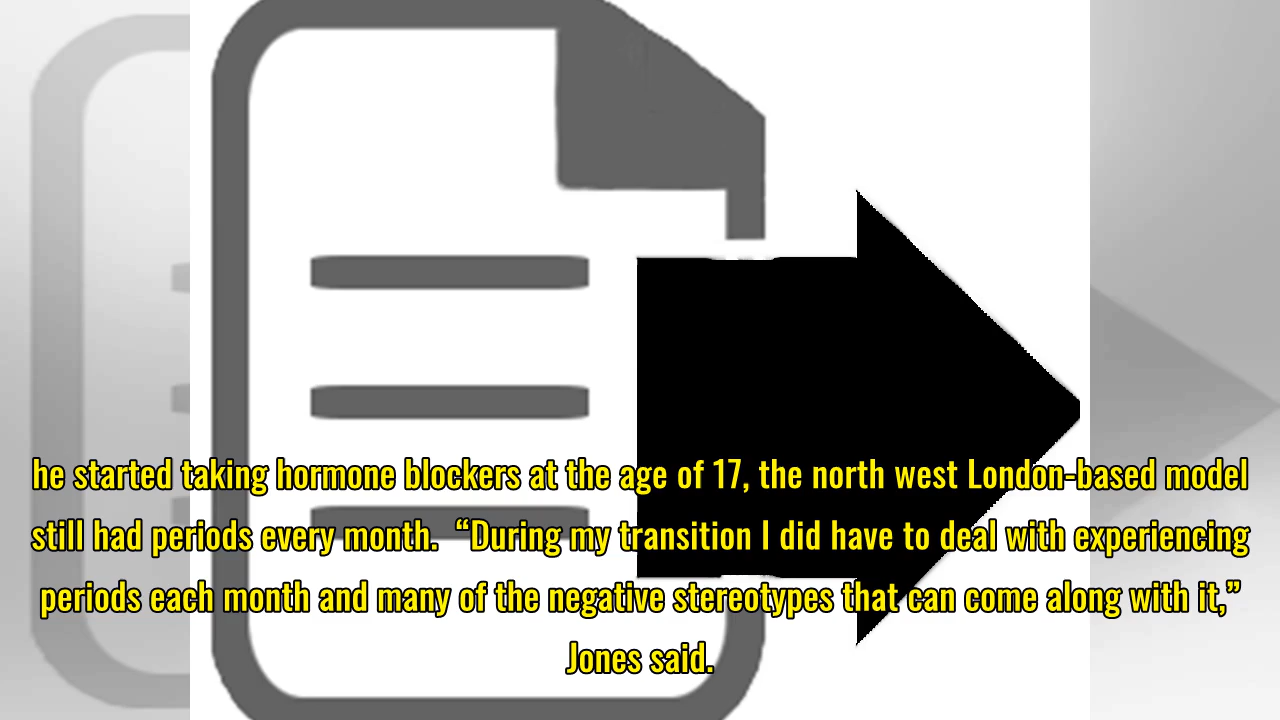 he started taking hormone blockers at the age of 17, the north west London-based model
still had periods every month.  “During my transition I did have to deal with experiencing
periods each month and many of the negative stereotypes that can come along with it,”
Jones said.